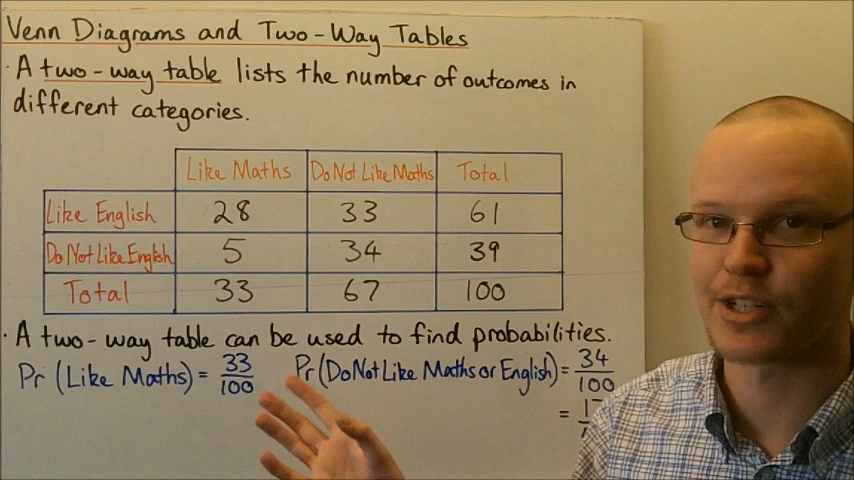 Venn Diagrams and Two-Way Tables
· A two-way table lists the number of outcomes in
different categories.
Like Maths Do Not Like Maths Total
Like English 28 33 61
Do Not Like English 5 34 39
Total 33 67 100
· A two-way table can be used to find probabilities.
Pr (Like Maths) = 33/100 Pr (Do Not Like Maths or English) = 34/100
=